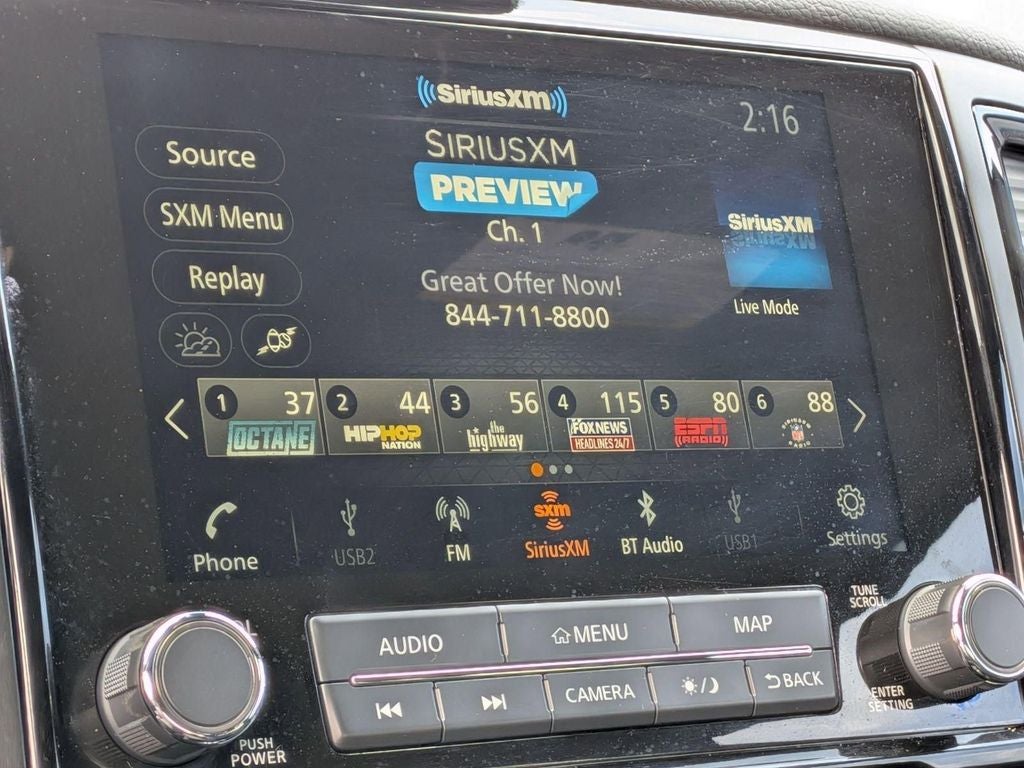 SiriusXM
2:16
SIRIUSXM
PREVIEW
Ch. 1
Great Offer Now!
844-711-8800
Source
SXM Menu
Replay
SiriusXM
Live Mode
1 37
OCTANE
2 44
HIPHOP
NATION
3 56
the
highway
4 115
FOX NEWS
HEADLINES 24/7
5 80
ESPN
RADIO
6 88
Phone
USB2
FM
sxm
SiriusXM
BT Audio
USB1
Settings
TUNE
SCROLL
AUDIO
MENU
MAP
CAMERA
BACK
ENTER
SETTING
PUSH
POWER